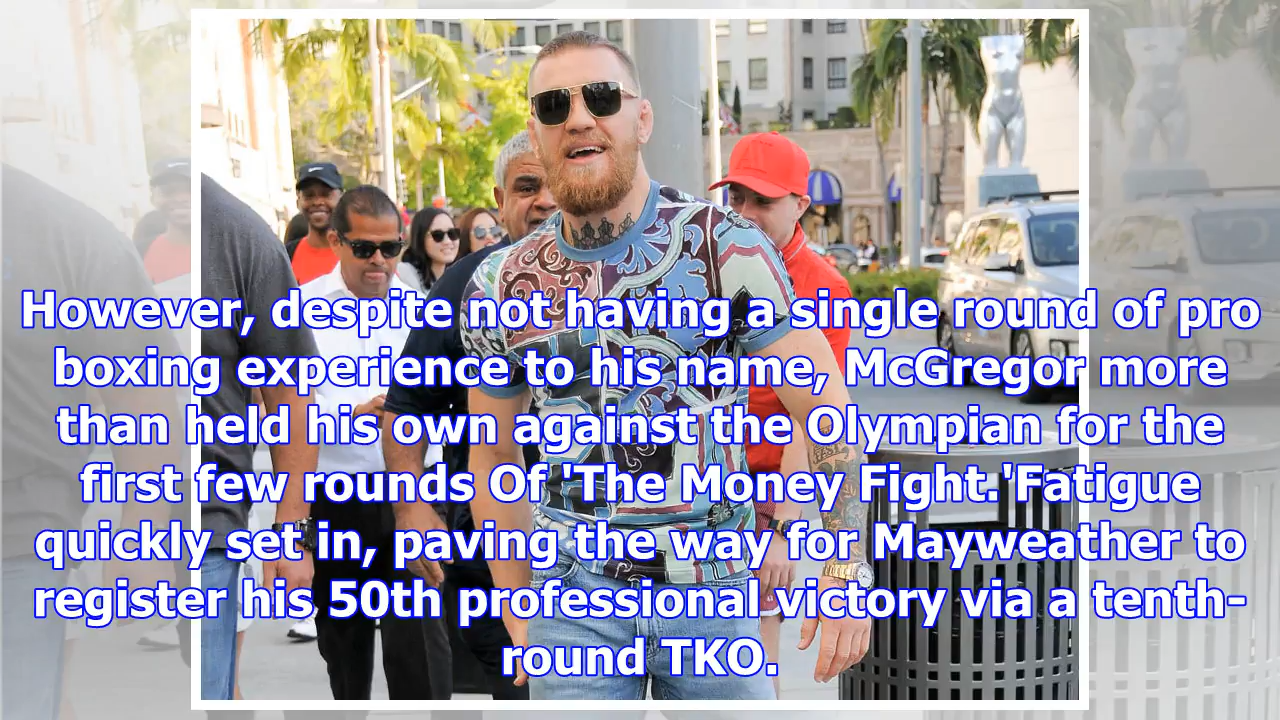 However, despite not having a single round of pro
boxing experience to his name, McGregor more
than held his own against the Olympian for the
first few rounds Of 'The Money Fight.'Fatigue
quickly set in, paving the way for Mayweather to
register his 50th professional victory via a tenth-
round TKO.